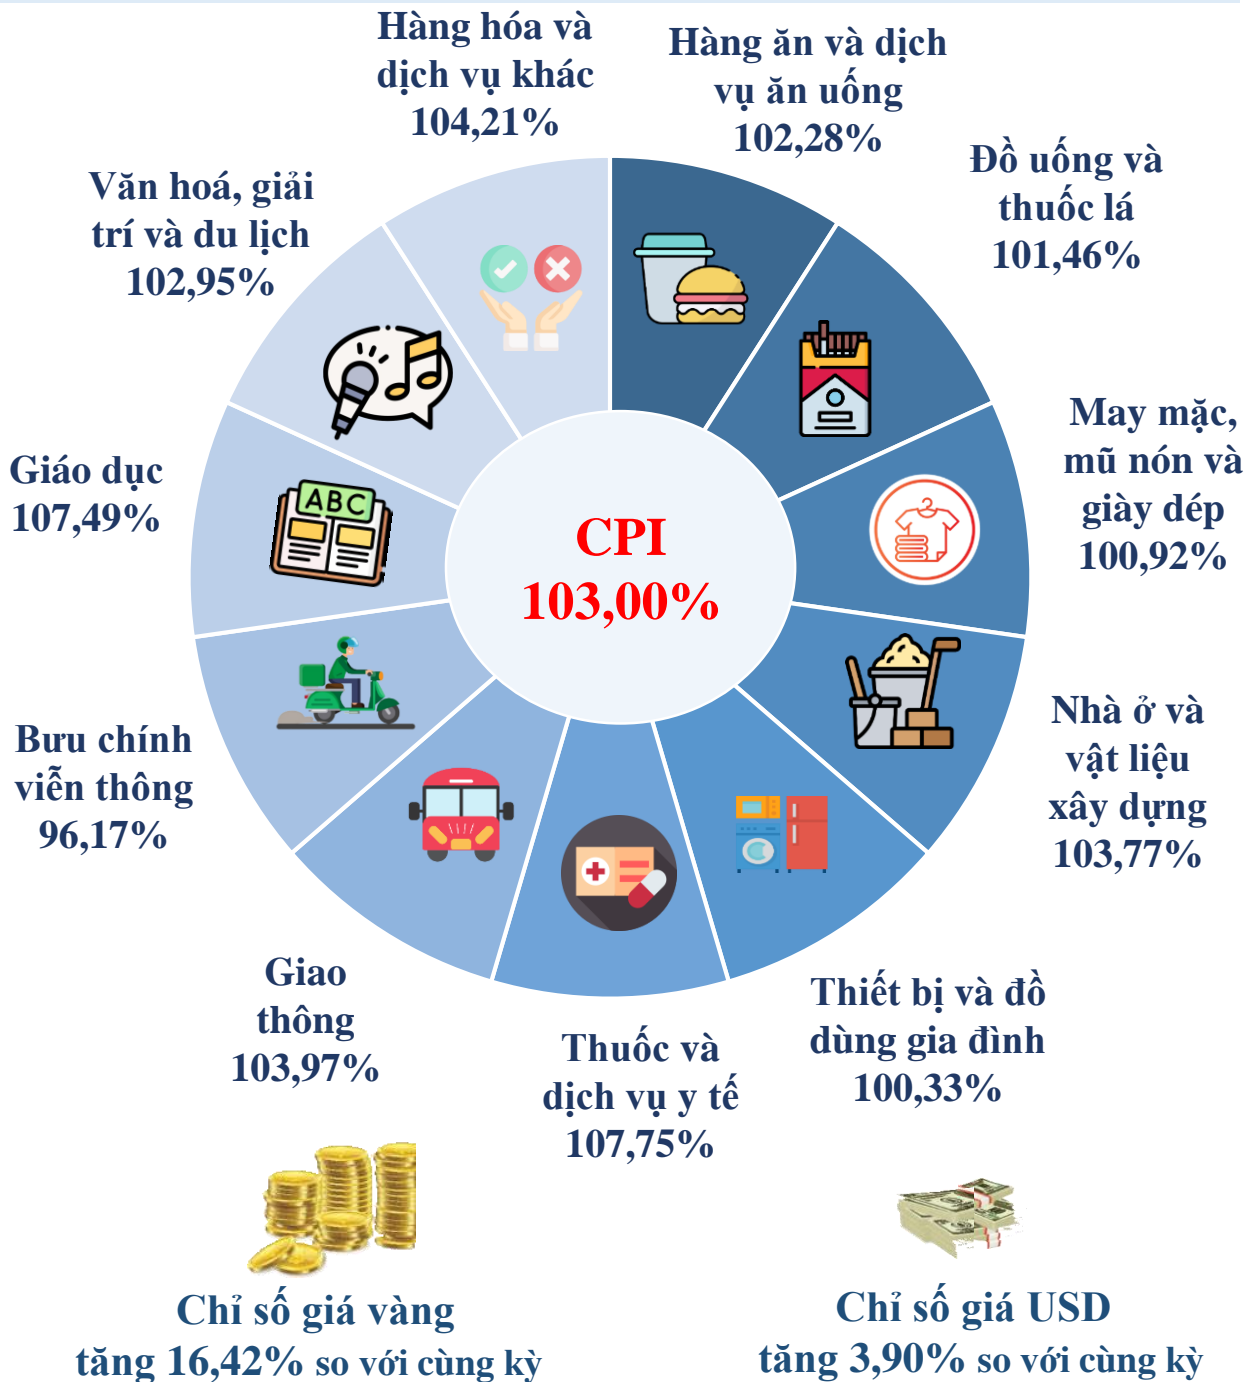 Hàng hóa và
dịch vụ khác
104,21%
Hàng ăn và dịch
vụ ăn uống
102,28%
Đồ uống và
thuốc lá
101,46%
Văn hoá, giải
trí và du lịch
102,95%
May mặc,
mũ nón và
giày dép
100,92%
Giáo dục
107,49%
ABC
CPI
103,00%
Nhà ở và
vật liệu
xây dựng
103,77%
Bưu chính
viễn thông
96,17%
Giao
thông
103,97%
Thuốc và
dịch vụ y tế
107,75%
Thiết bị và đồ
dùng gia đình
100,33%
Chỉ số giá vàng
tăng 16,42% so với cùng kỳ
Chỉ số giá USD
tăng 3,90% so với cùng kỳ